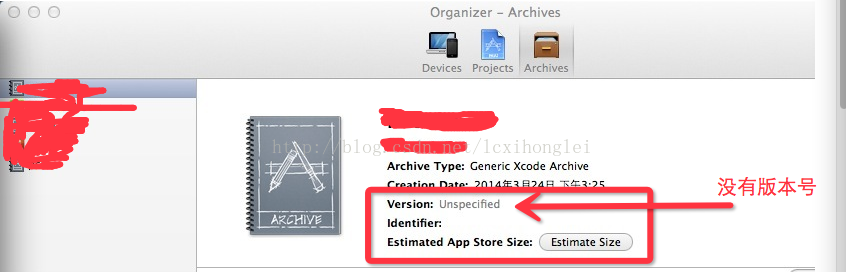 Organizer – Archives
Devices
Projects
Archives
http://blog.csdn.net/lcxihonglei
Archive Type: Generic Xcode Archive
Creation Date: 2014年3月24日 下午3:25
Version: Unspecified
没有版本号
Identifier:
Estimated App Store Size: Estimate Size
ARCHIVE